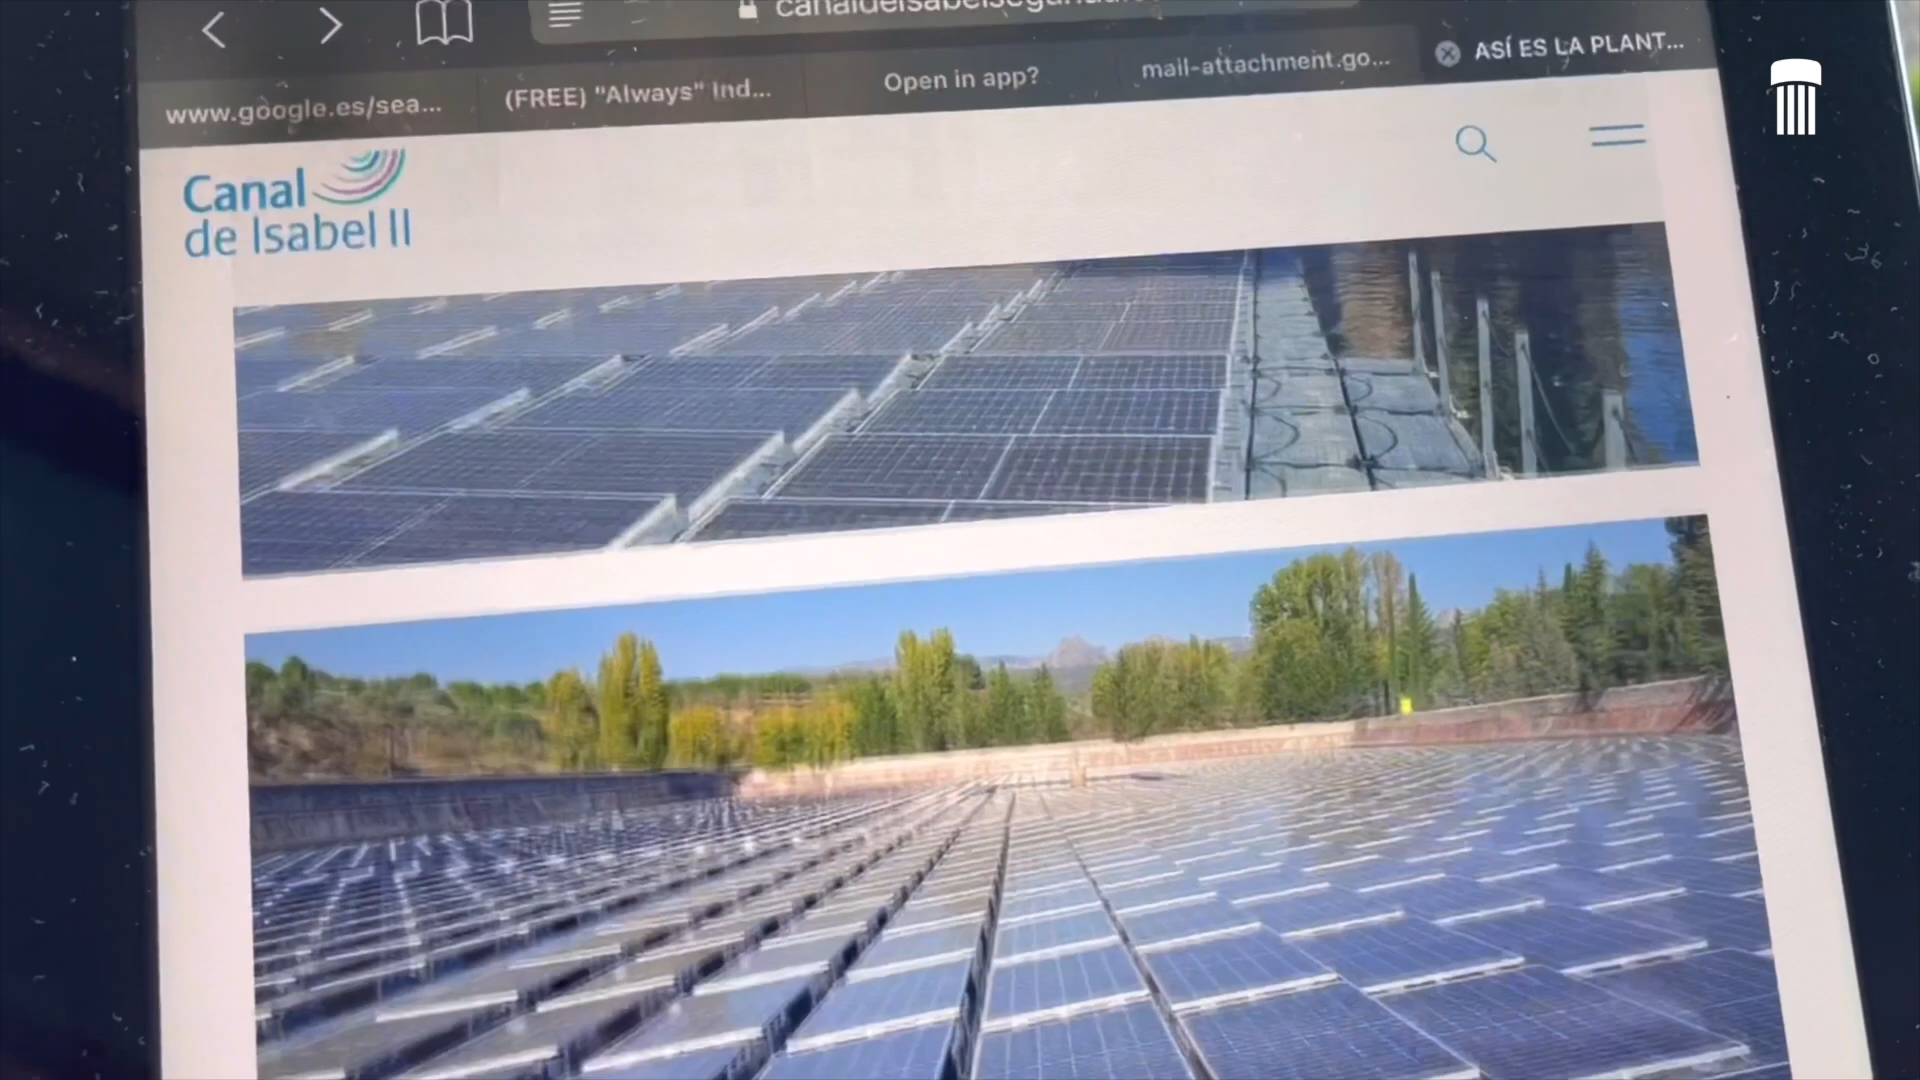 www.google.es/sea...
(FREE) "Always" Ind...
Open in app?
mail-attachment.go...
ASÍ ES LA PLANT...
Canal
de Isabel II